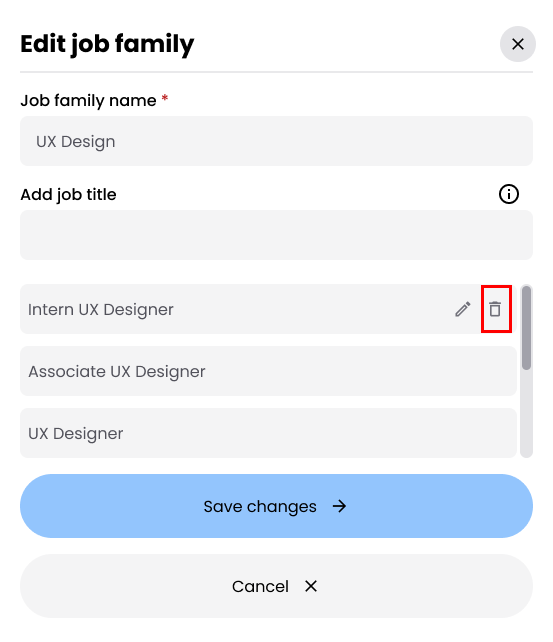 Edit job family
Job family name *
UX Design
Add job title
Intern UX Designer
Associate UX Designer
UX Designer
Save changes
Cancel